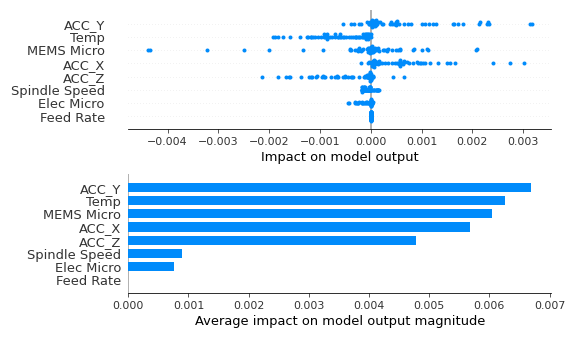 ACC_Y
Temp
MEMS Micro
ACC_X
ACC_Z
Spindle Speed
Elec Micro
Feed Rate
−0.004 −0.003 −0.002 −0.001 0.000 0.001 0.002 0.003
Impact on model output
ACC_Y
Temp
MEMS Micro
ACC_X
ACC_Z
Spindle Speed
Elec Micro
Feed Rate
0.000 0.001 0.002 0.003 0.004 0.005 0.006 0.007
Average impact on model output magnitude